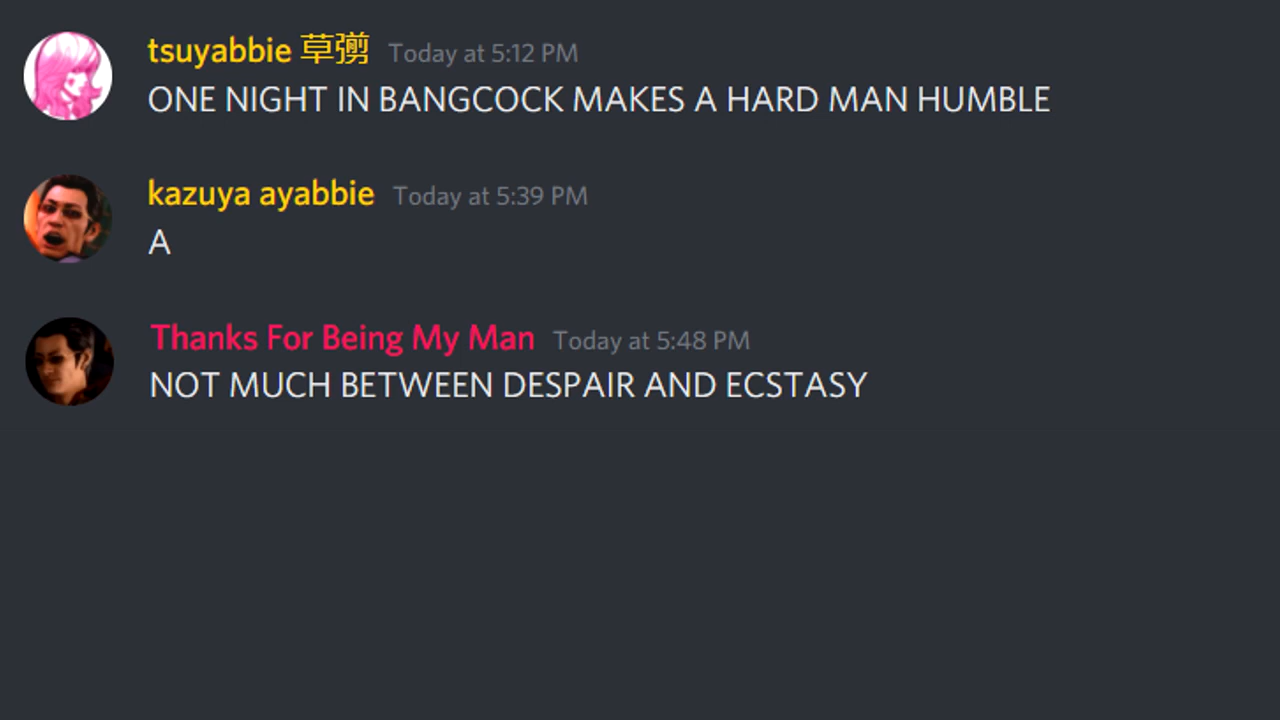 tsuyabbie 草彅 Today at 5:12 PM
ONE NIGHT IN BANGCOCK MAKES A HARD MAN HUMBLE
kazuya ayabbie Today at 5:39 PM
A
Thanks For Being My Man Today at 5:48 PM
NOT MUCH BETWEEN DESPAIR AND ECSTASY